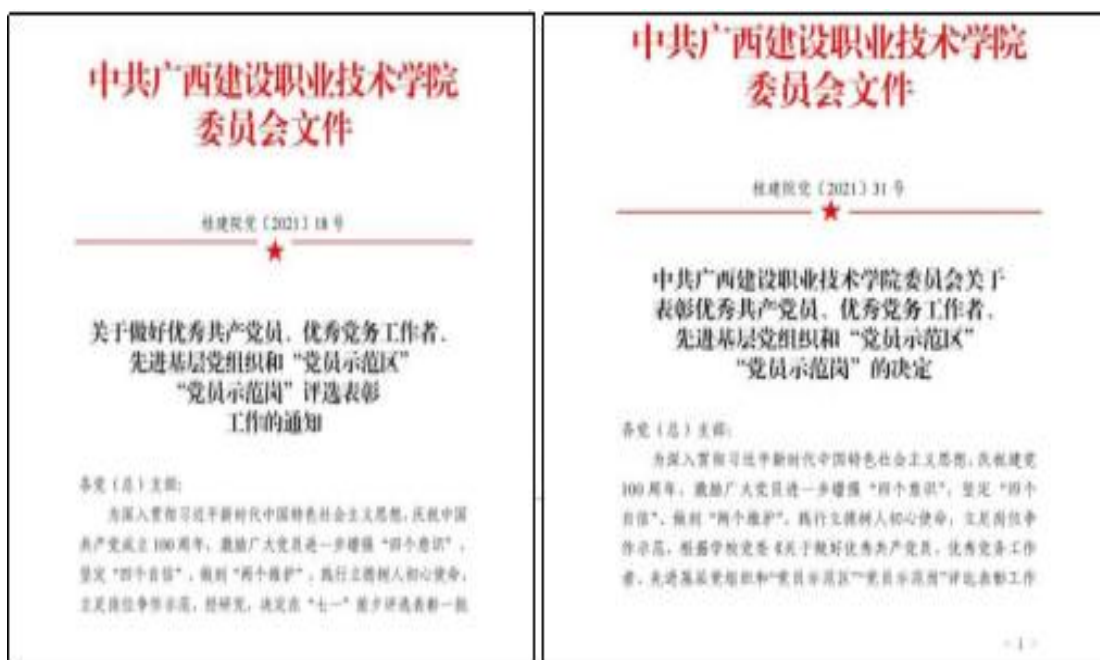 中共广西建设职业技术学院
委员会文件
桂建院党〔2021〕18号
关于做好优秀共产党员、优秀党务工作者、
先进基层党组织和“党员示范区”
“党员示范岗”评选表彰
工作的通知
各党（总）支部：
为深入贯彻习近平新时代中国特色社会主义思想，庆祝中国
共产党成立100周年，激励广大党员进一步增强“四个意识”、
坚定“四个自信”、做到“两个维护”，践行立德树人初心使命，
立足岗位争作示范，经研究，决定在“七一”前夕评选表彰一批
中共广西建设职业技术学院
委员会文件
桂建院党〔2021〕31号
中共广西建设职业技术学院委员会关于
表彰优秀共产党员、优秀党务工作者、
先进基层党组织和“党员示范区”
“党员示范岗”的决定
各党（总）支部：
为深入贯彻习近平新时代中国特色社会主义思想，庆祝建党
100周年，激励广大党员进一步增强“四个意识”、坚定“四个
自信”、做到“两个维护”，践行立德树人初心使命，立足岗位争
作示范，根据学校党委《关于做好优秀共产党员、优秀党务工作
者、先进基层党组织和“党员示范区”“党员示范岗”评选表彰工作
- 1 -